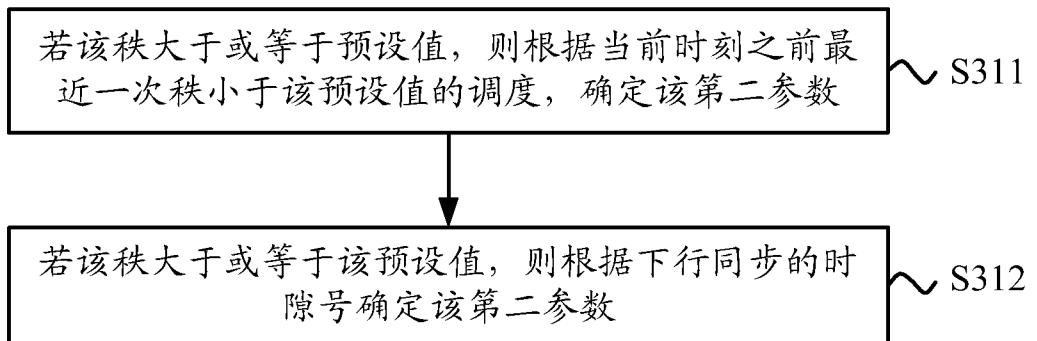 若该秩大于或等于预设值，则根据当前时刻之前最
近一次秩小于该预设值的调度，确定该第二参数
S311
若该秩大于或等于该预设值，则根据下行同步的时
隙号确定该第二参数
S312